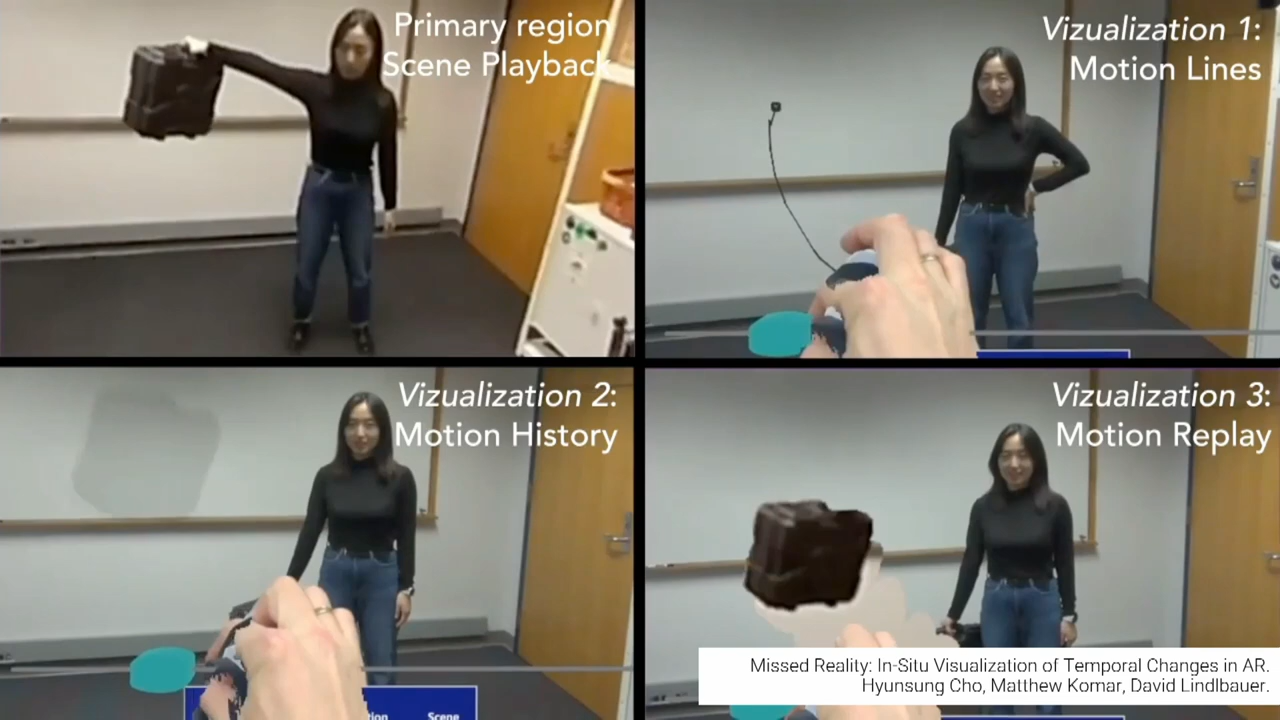 Primary region
Scene Playback
Vizualization 1:
Motion Lines
Vizualization 2:
Motion History
Vizualization 3:
Motion Replay
Scene
Missed Reality: In-Situ Visualization of Temporal Changes in AR.
Hyunsung Cho, Matthew Komar, David Lindlbauer.